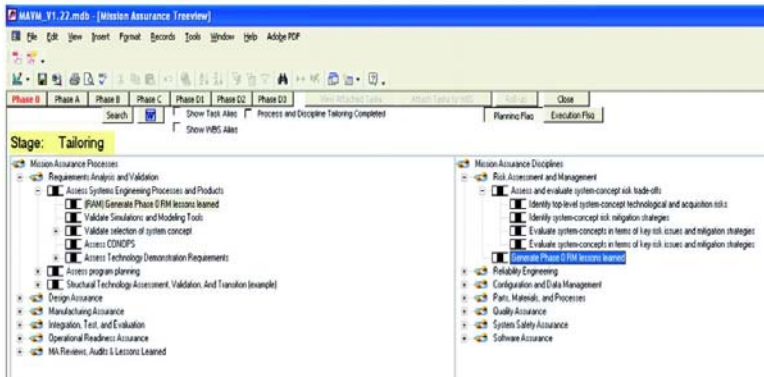 MAVM_V1.22.mdb - [Mission Assurance Treeview]
File Edit View Insert Format Records Tools Window Help Adobe PDF
Phase 0 Phase A Phase B Phase C Phase D1 Phase D2 Phase D3 View Attached Tasks Attach Tasks to WBS Roll-up Close
Search Show Task Alias Process and Discipline Tailoring Completed Planning Flag Execution Flag
Show WBS Alias
Stage: Tailoring
Mission Assurance Processes
Requirements Analysis and Validation
Assess Systems Engineering Processes and Products
(RAM) Generate Phase 0 RM lessons learned
Validate Simulations and Modeling Tools
Validate selection of system concept
Assess CONOPS
Assess Technology Demonstration Requirements
Assess program planning
Structural Technology Assessment, Validation, And Transition (example)
Design Assurance
Manufacturing Assurance
Integration, Test, and Evaluation
Operational Readiness Assurance
MA Reviews, Audits & Lessons Learned
Mission Assurance Disciplines
Risk Assessment and Management
Assess and evaluate system-concept risk trade-offs
Identify top-level system-concept technological and acquisition risks
Identify system-concept risk mitigation strategies
Evaluate system-concepts in terms of key risk issues and mitigation strategies
Evaluate system-concepts in terms of key risk issues and mitigation strategies
Generate Phase 0 RM lessons learned
Reliability Engineering
Configuration and Data Management
Parts, Materials, and Processes
Quality Assurance
System Safety Assurance
Software Assurance